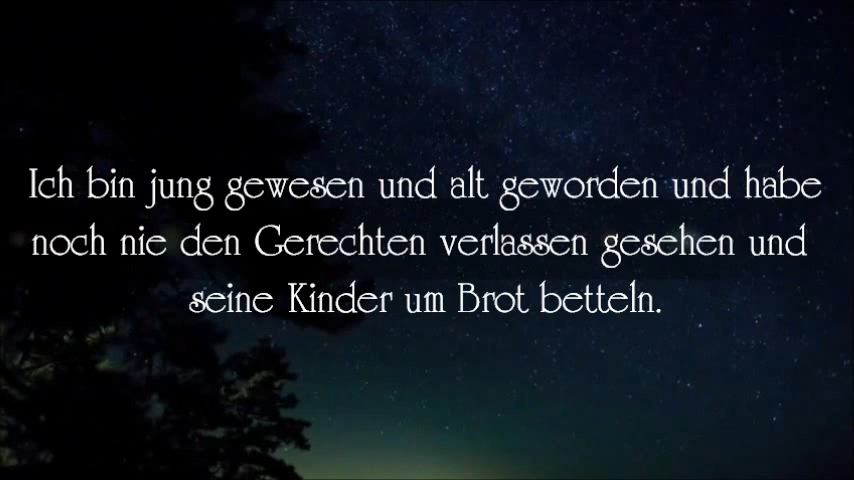 Ich bin jung gewesen und alt geworden und habe
noch nie den Gerechten verlassen gesehen und
seine Kinder um Brot betteln.